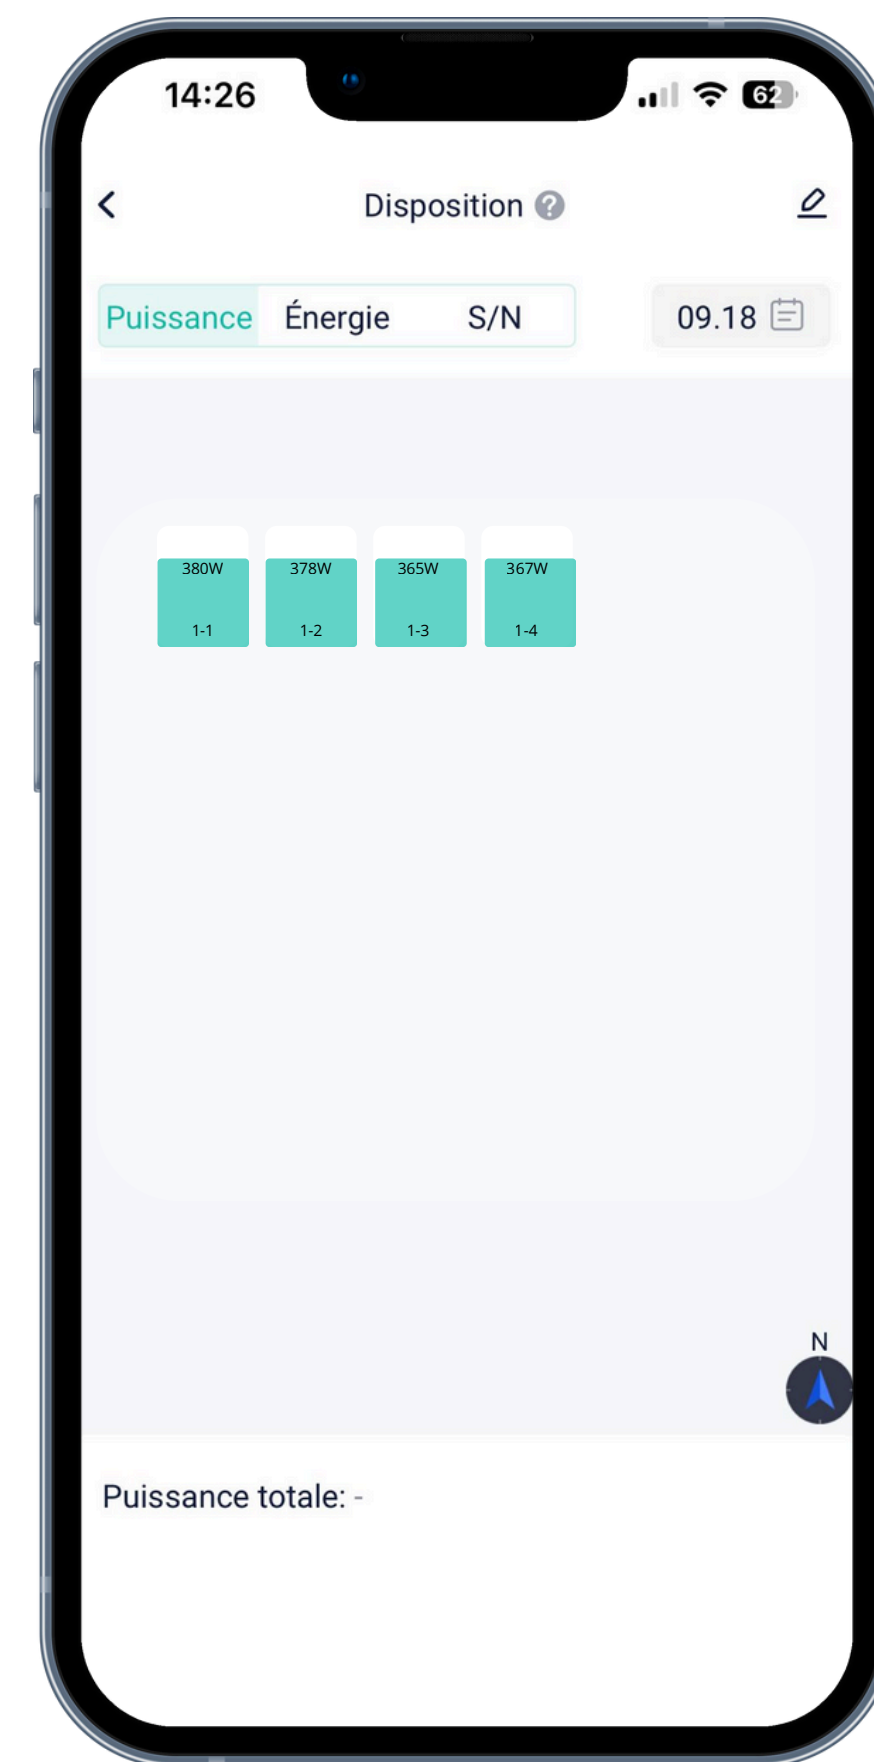 14:26
62
Disposition ?
Puissance Énergie S/N 09.18
380W 378W 365W 367W
1-1 1-2 1-3 1-4
N
Puissance totale: -